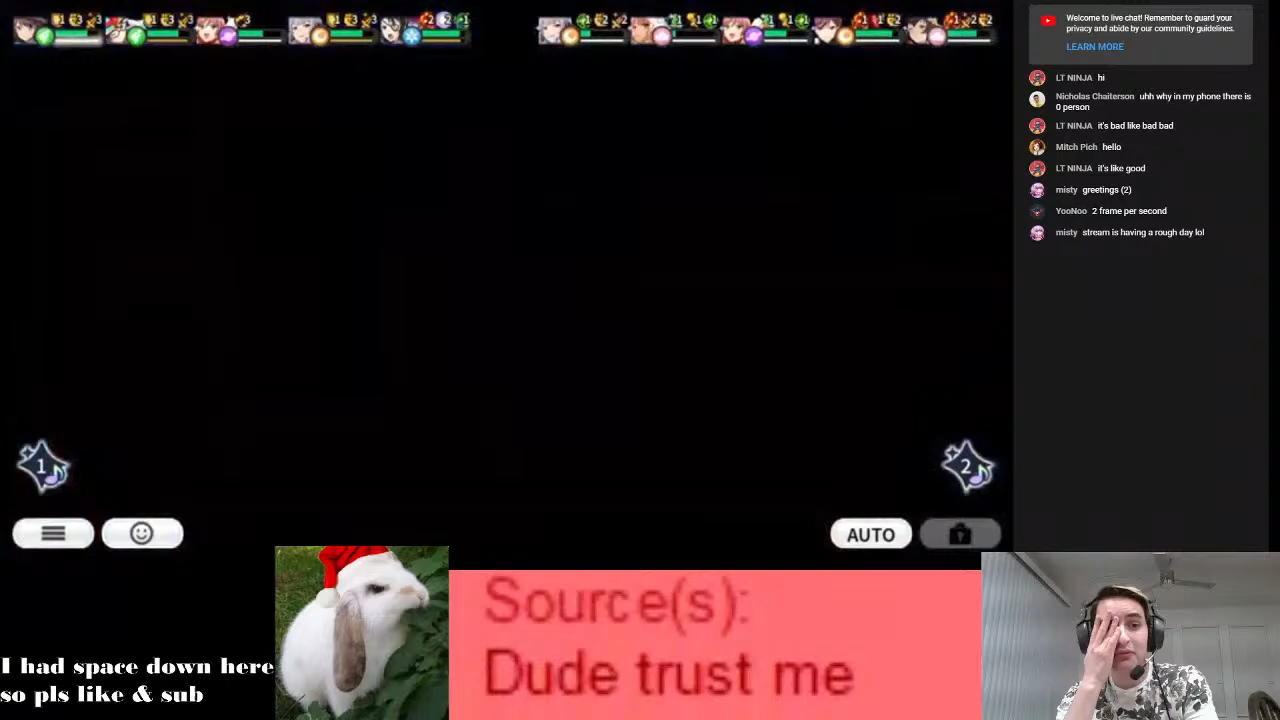 Welcome to live chat! Remember to guard your
privacy and abide by our community guidelines.
LEARN MORE
LT NINJA hi
Nicholas Chaiterson uhh why in my phone there is
0 person
LT NINJA it's bad like bad bad
Mitch Pich hello
LT NINJA it's like good
misty greetings (2)
YooNoo 2 frame per second
misty stream is having a rough day lol
1
2
AUTO
I had space down here
so pls like & sub
Source(s):
Dude trust me